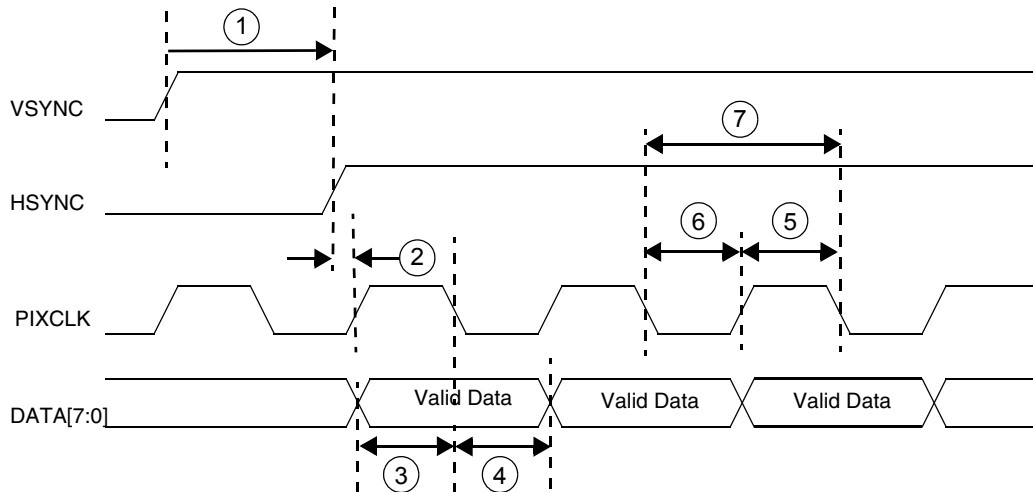 1
VSYNC
7
HSYNC
6
5
2
PIXCLK
DATA[7:0]
Valid Data
Valid Data
Valid Data
3
4